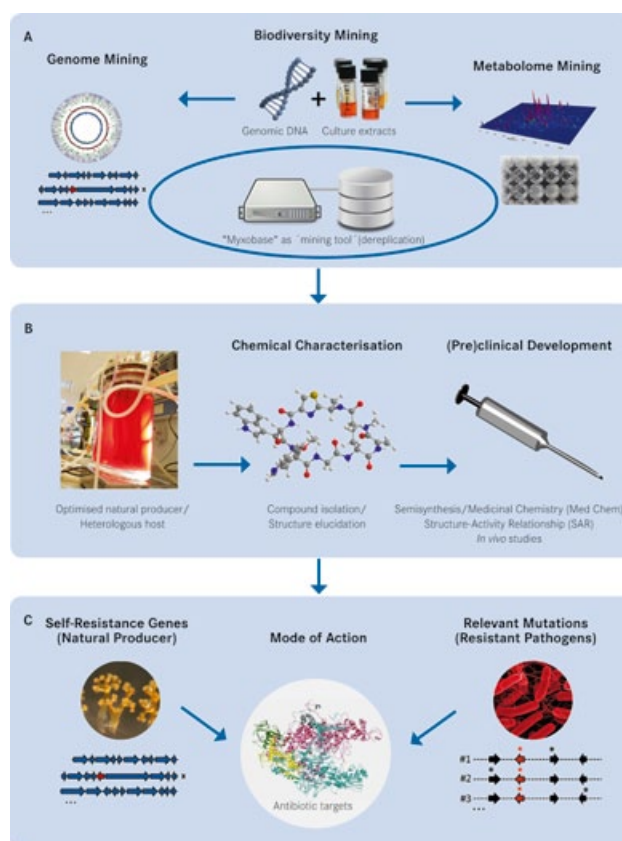 A
Biodiversity Mining
Genome Mining
Metabolome Mining
+
Genomic DNA
Culture extracts
...
"Myxobase" as ´mining tool´(dereplication)
B
Chemical Characterisation
(Pre)clinical Development
Optimised natural producer/
Heterologous host
Compound isolation/
Structure elucidation
Semisynthesis/Medicinal Chemistry (Med Chem)
Structure-Activity Relationship (SAR)
In vivo studies
C
Self-Resistance Genes
(Natural Producer)
Mode of Action
Relevant Mutations
(Resistant Pathogens)
Antibiotic targets
#1
#2
#3
...
...